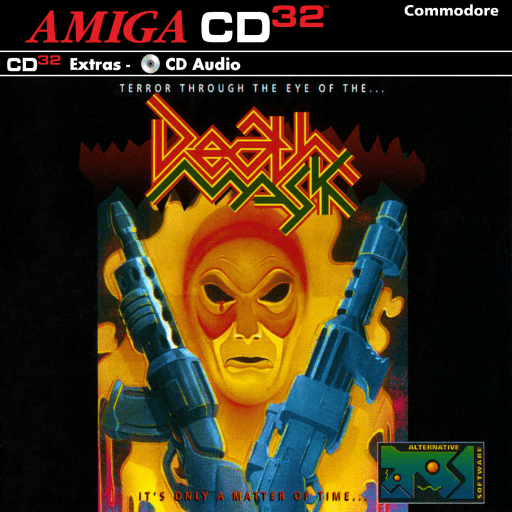 Commodore
AMIGA CD32™
CD32 Extras - CD Audio
TERROR THROUGH THE EYE OF THE...
Death
MASK
ALTERNATIVE
SOFTWARE
IT'S ONLY A MATTER OF TIME...